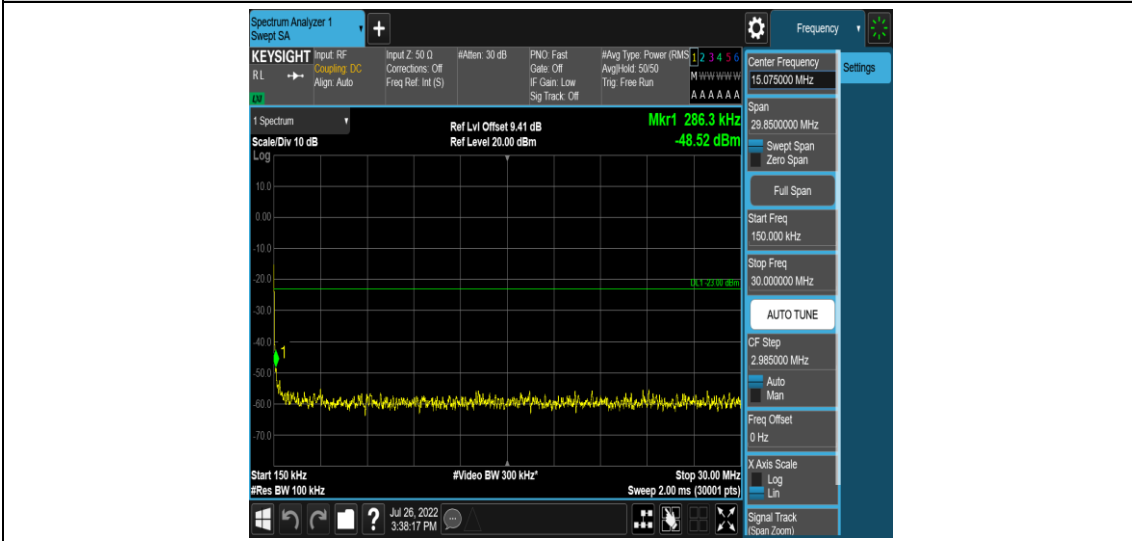 Spectrum Analyzer 1
Swept SA
Frequency
KEYSIGHT
RL
Input: RF
Coupling: DC
Align: Auto
Input Z: 50 Ω
Corrections: Off
Freq Ref: Int (S)
#Atten: 30 dB
PNO: Fast
Gate: Off
IF Gain: Low
Sig Track: Off
#Avg Type: Power (RMS
Avg|Hold: 50/50
Trig: Free Run
1 2 3 4 5 6
M W W W W W
A A A A A A
1 Spectrum
Scale/Div 10 dB
Ref Lvl Offset 9.41 dB
Ref Level 20.00 dBm
Mkr1 286.3 kHz
-48.52 dBm
Log
10.0
0.00
-10.0
-20.0
-30.0
-40.0
-50.0
-60.0
-70.0
DL1 -23.00 dBm
1
Start 150 kHz
#Res BW 100 kHz
#Video BW 300 kHz*
Stop 30.00 MHz
Sweep 2.00 ms (30001 pts)
Jul 26, 2022
3:38:17 PM
Center Frequency
15.075000 MHz
Settings
Span
29.8500000 MHz
Swept Span
Zero Span
Full Span
Start Freq
150.000 kHz
Stop Freq
30.000000 MHz
AUTO TUNE
CF Step
2.985000 MHz
Auto
Man
Freq Offset
0 Hz
X Axis Scale
Log
Lin
Signal Track
(Span Zoom)